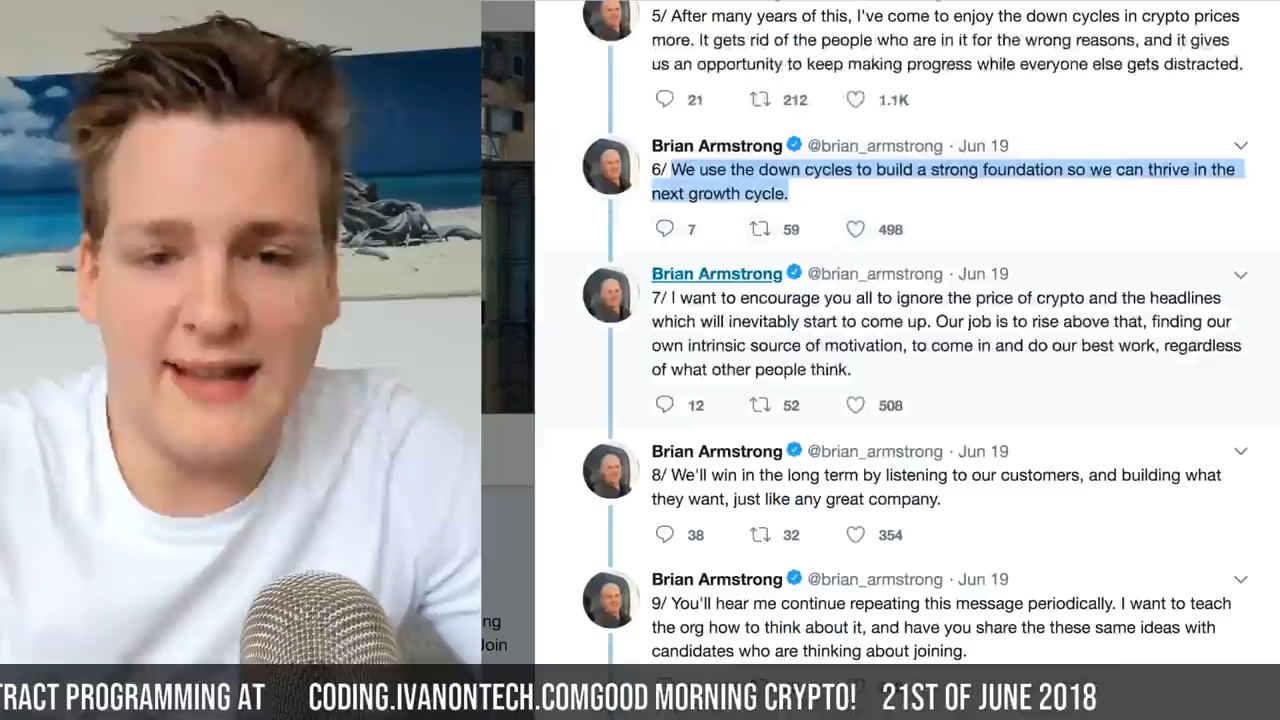 5/ After many years of this, I've come to enjoy the down cycles in crypto prices
more. It gets rid of the people who are in it for the wrong reasons, and it gives
us an opportunity to keep making progress while everyone else gets distracted.
21 212 1.1K
Brian Armstrong @brian_armstrong · Jun 19
6/ We use the down cycles to build a strong foundation so we can thrive in the
next growth cycle.
7 59 498
Brian Armstrong @brian_armstrong · Jun 19
7/ I want to encourage you all to ignore the price of crypto and the headlines
which will inevitably start to come up. Our job is to rise above that, finding our
own intrinsic source of motivation, to come in and do our best work, regardless
of what other people think.
12 52 508
Brian Armstrong @brian_armstrong · Jun 19
8/ We'll win in the long term by listening to our customers, and building what
they want, just like any great company.
38 32 354
Brian Armstrong @brian_armstrong · Jun 19
9/ You'll hear me continue repeating this message periodically. I want to teach
the org how to think about it, and have you share the these same ideas with
candidates who are thinking about joining.
ng
Join
TRACT PROGRAMMING AT CODING.IVANONTECH.COMGOOD MORNING CRYPTO! 21ST OF JUNE 2018